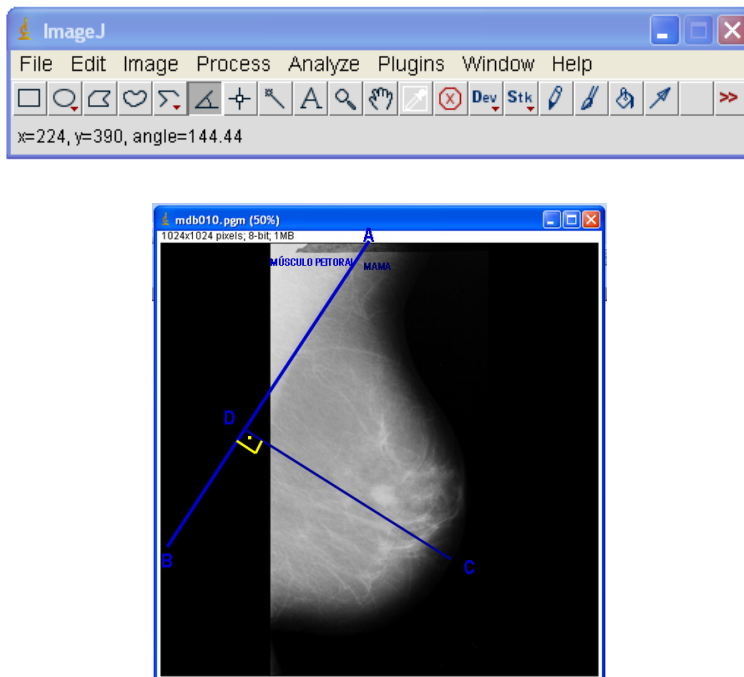 ImageJ
File Edit Image Process Analyze Plugins Window Help
A Dev Stk >>
x=224, y=390, angle=144.44
mdb010.pgm (50%)
1024x1024 pixels; 8-bit; 1MB
A
MÚSCULO PEITORAL MAMA
D
B
C